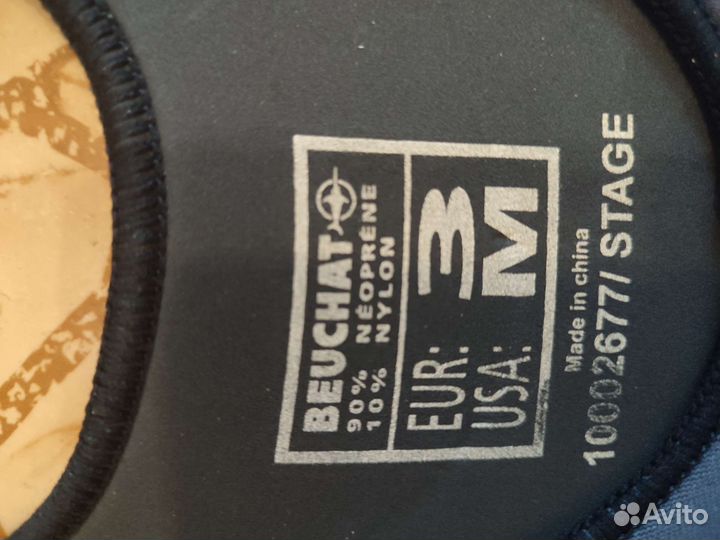 BEUCHAT
90% NÉOPRÈNE
10% NYLON
EUR: 3
USA: M
Made in china
10002677/ STAGE
Avito